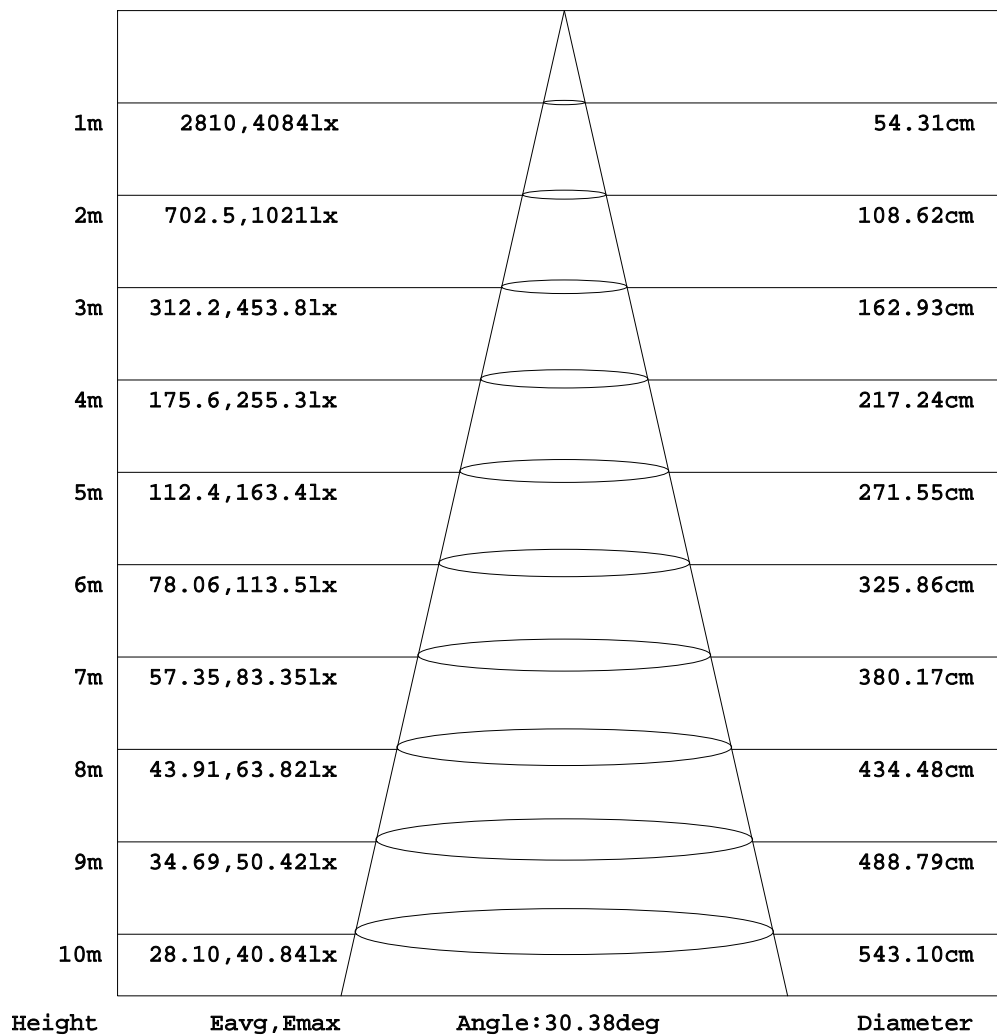 1m 2810,4084lx 54.31cm
2m 702.5,1021lx 108.62cm
3m 312.2,453.8lx 162.93cm
4m 175.6,255.3lx 217.24cm
5m 112.4,163.4lx 271.55cm
6m 78.06,113.5lx 325.86cm
7m 57.35,83.35lx 380.17cm
8m 43.91,63.82lx 434.48cm
9m 34.69,50.42lx 488.79cm
10m 28.10,40.84lx 543.10cm
Height Eavg,Emax Angle:30.38deg Diameter